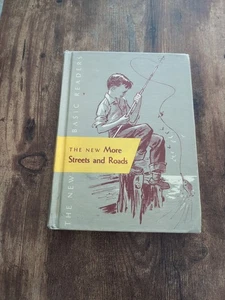 THE NEW BASIC READERS
THE NEW More
Streets and Roads